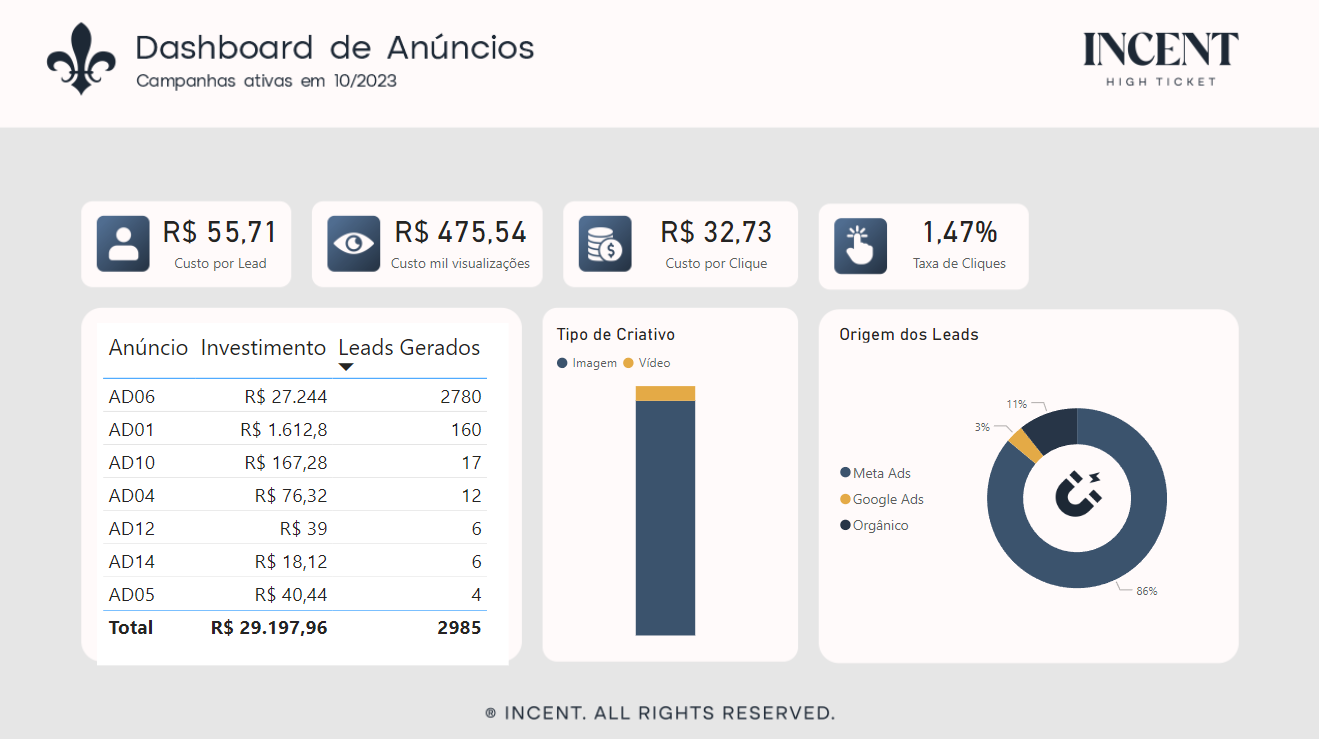 Dashboard de Anúncios
Campanhas ativas em 10/2023
INCENT
HIGH TICKET
R$ 55,71
Custo por Lead
R$ 475,54
Custo mil visualizações
R$ 32,73
Custo por Clique
1,47%
Taxa de Cliques
Anúncio Investimento Leads Gerados
AD06 R$ 27.244 2780
AD01 R$ 1.612,8 160
AD10 R$ 167,28 17
AD04 R$ 76,32 12
AD12 R$ 39 6
AD14 R$ 18,12 6
AD05 R$ 40,44 4
Total R$ 29.197,96 2985
Tipo de Criativo
Imagem Vídeo
Origem dos Leads
11%
3%
Meta Ads
Google Ads
Orgânico
86%
® INCENT. ALL RIGHTS RESERVED.